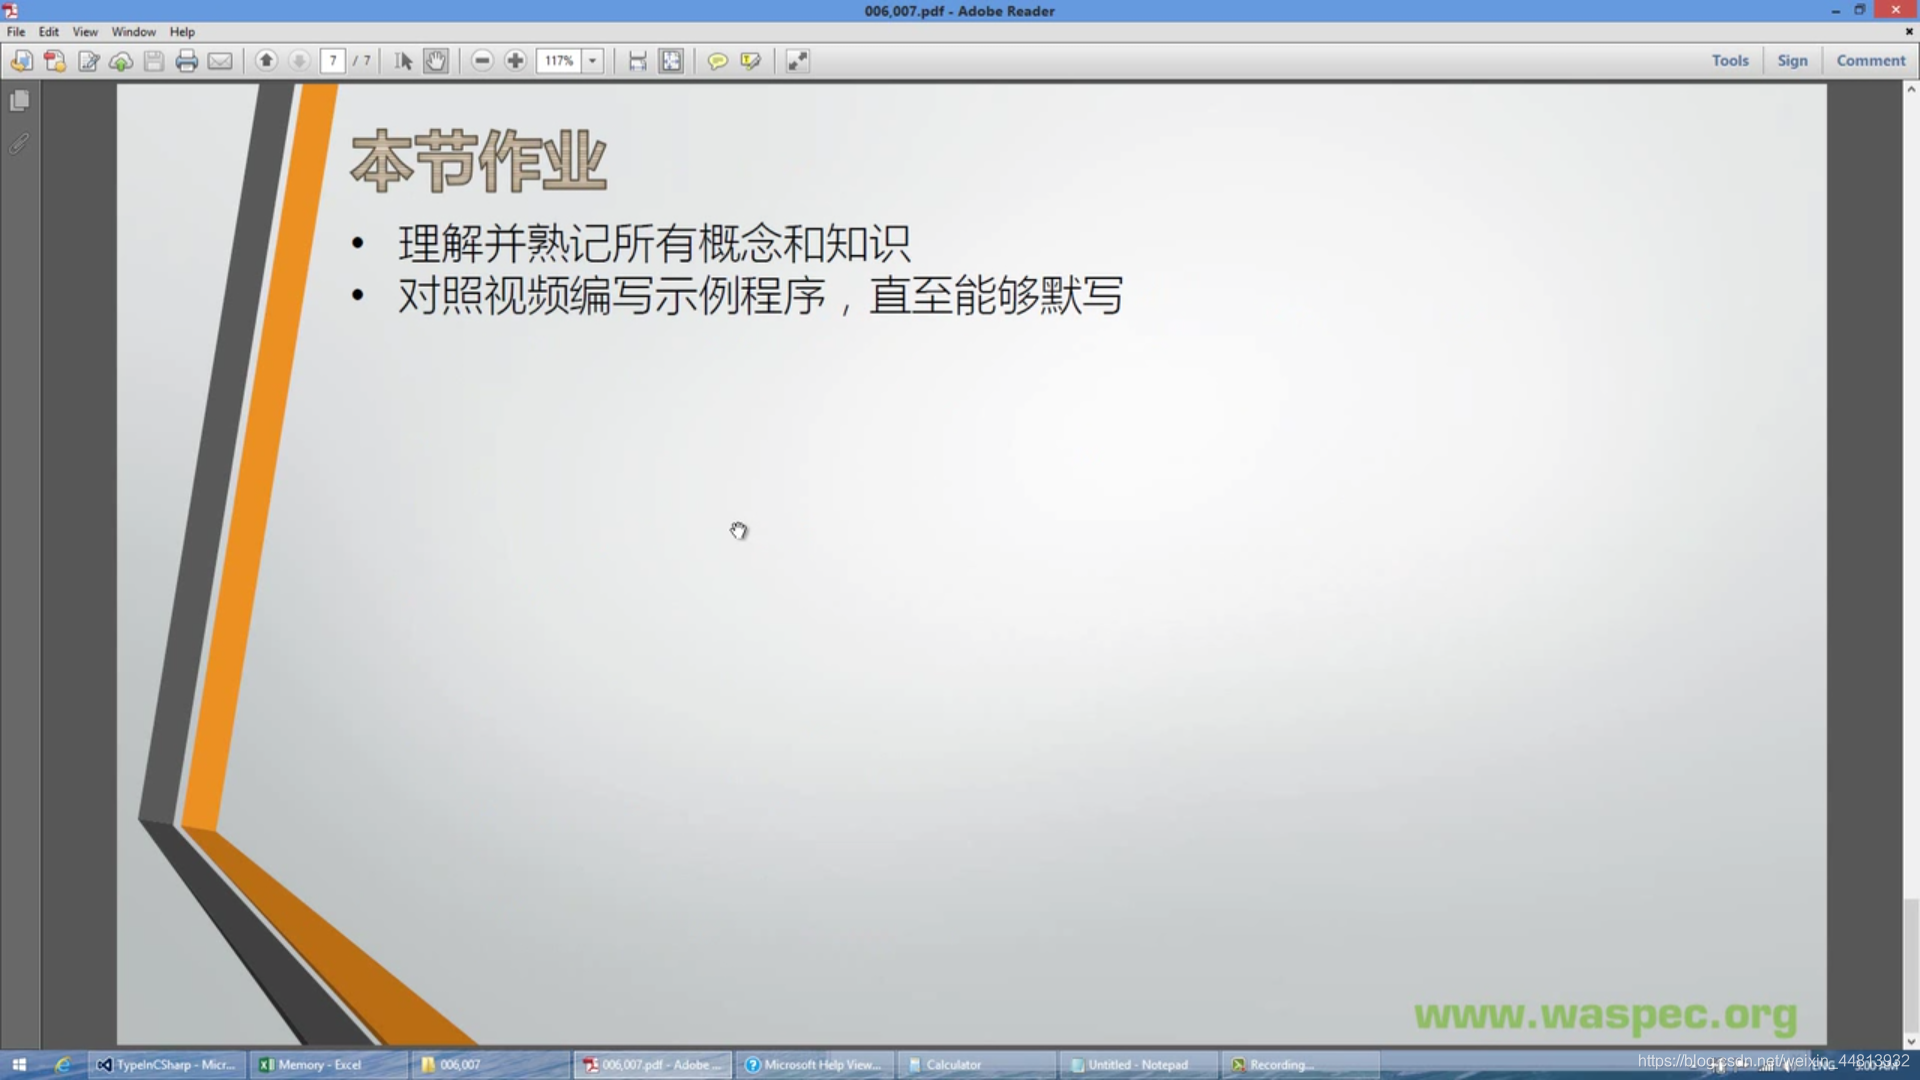 006,007.pdf - Adobe Reader
File Edit View Window Help
7 / 7 117% Tools Sign Comment
本节作业
• 理解并熟记所有概念和知识
• 对照视频编写示例程序，直至能够默写
www.waspec.org
TypeInCSharp - Micr... Memory - Excel 006,007 006,007.pdf - Adobe ... Microsoft Help View... Calculator Untitled - Notepad Recording...
https://blog.csdn.net/weixin_44813932